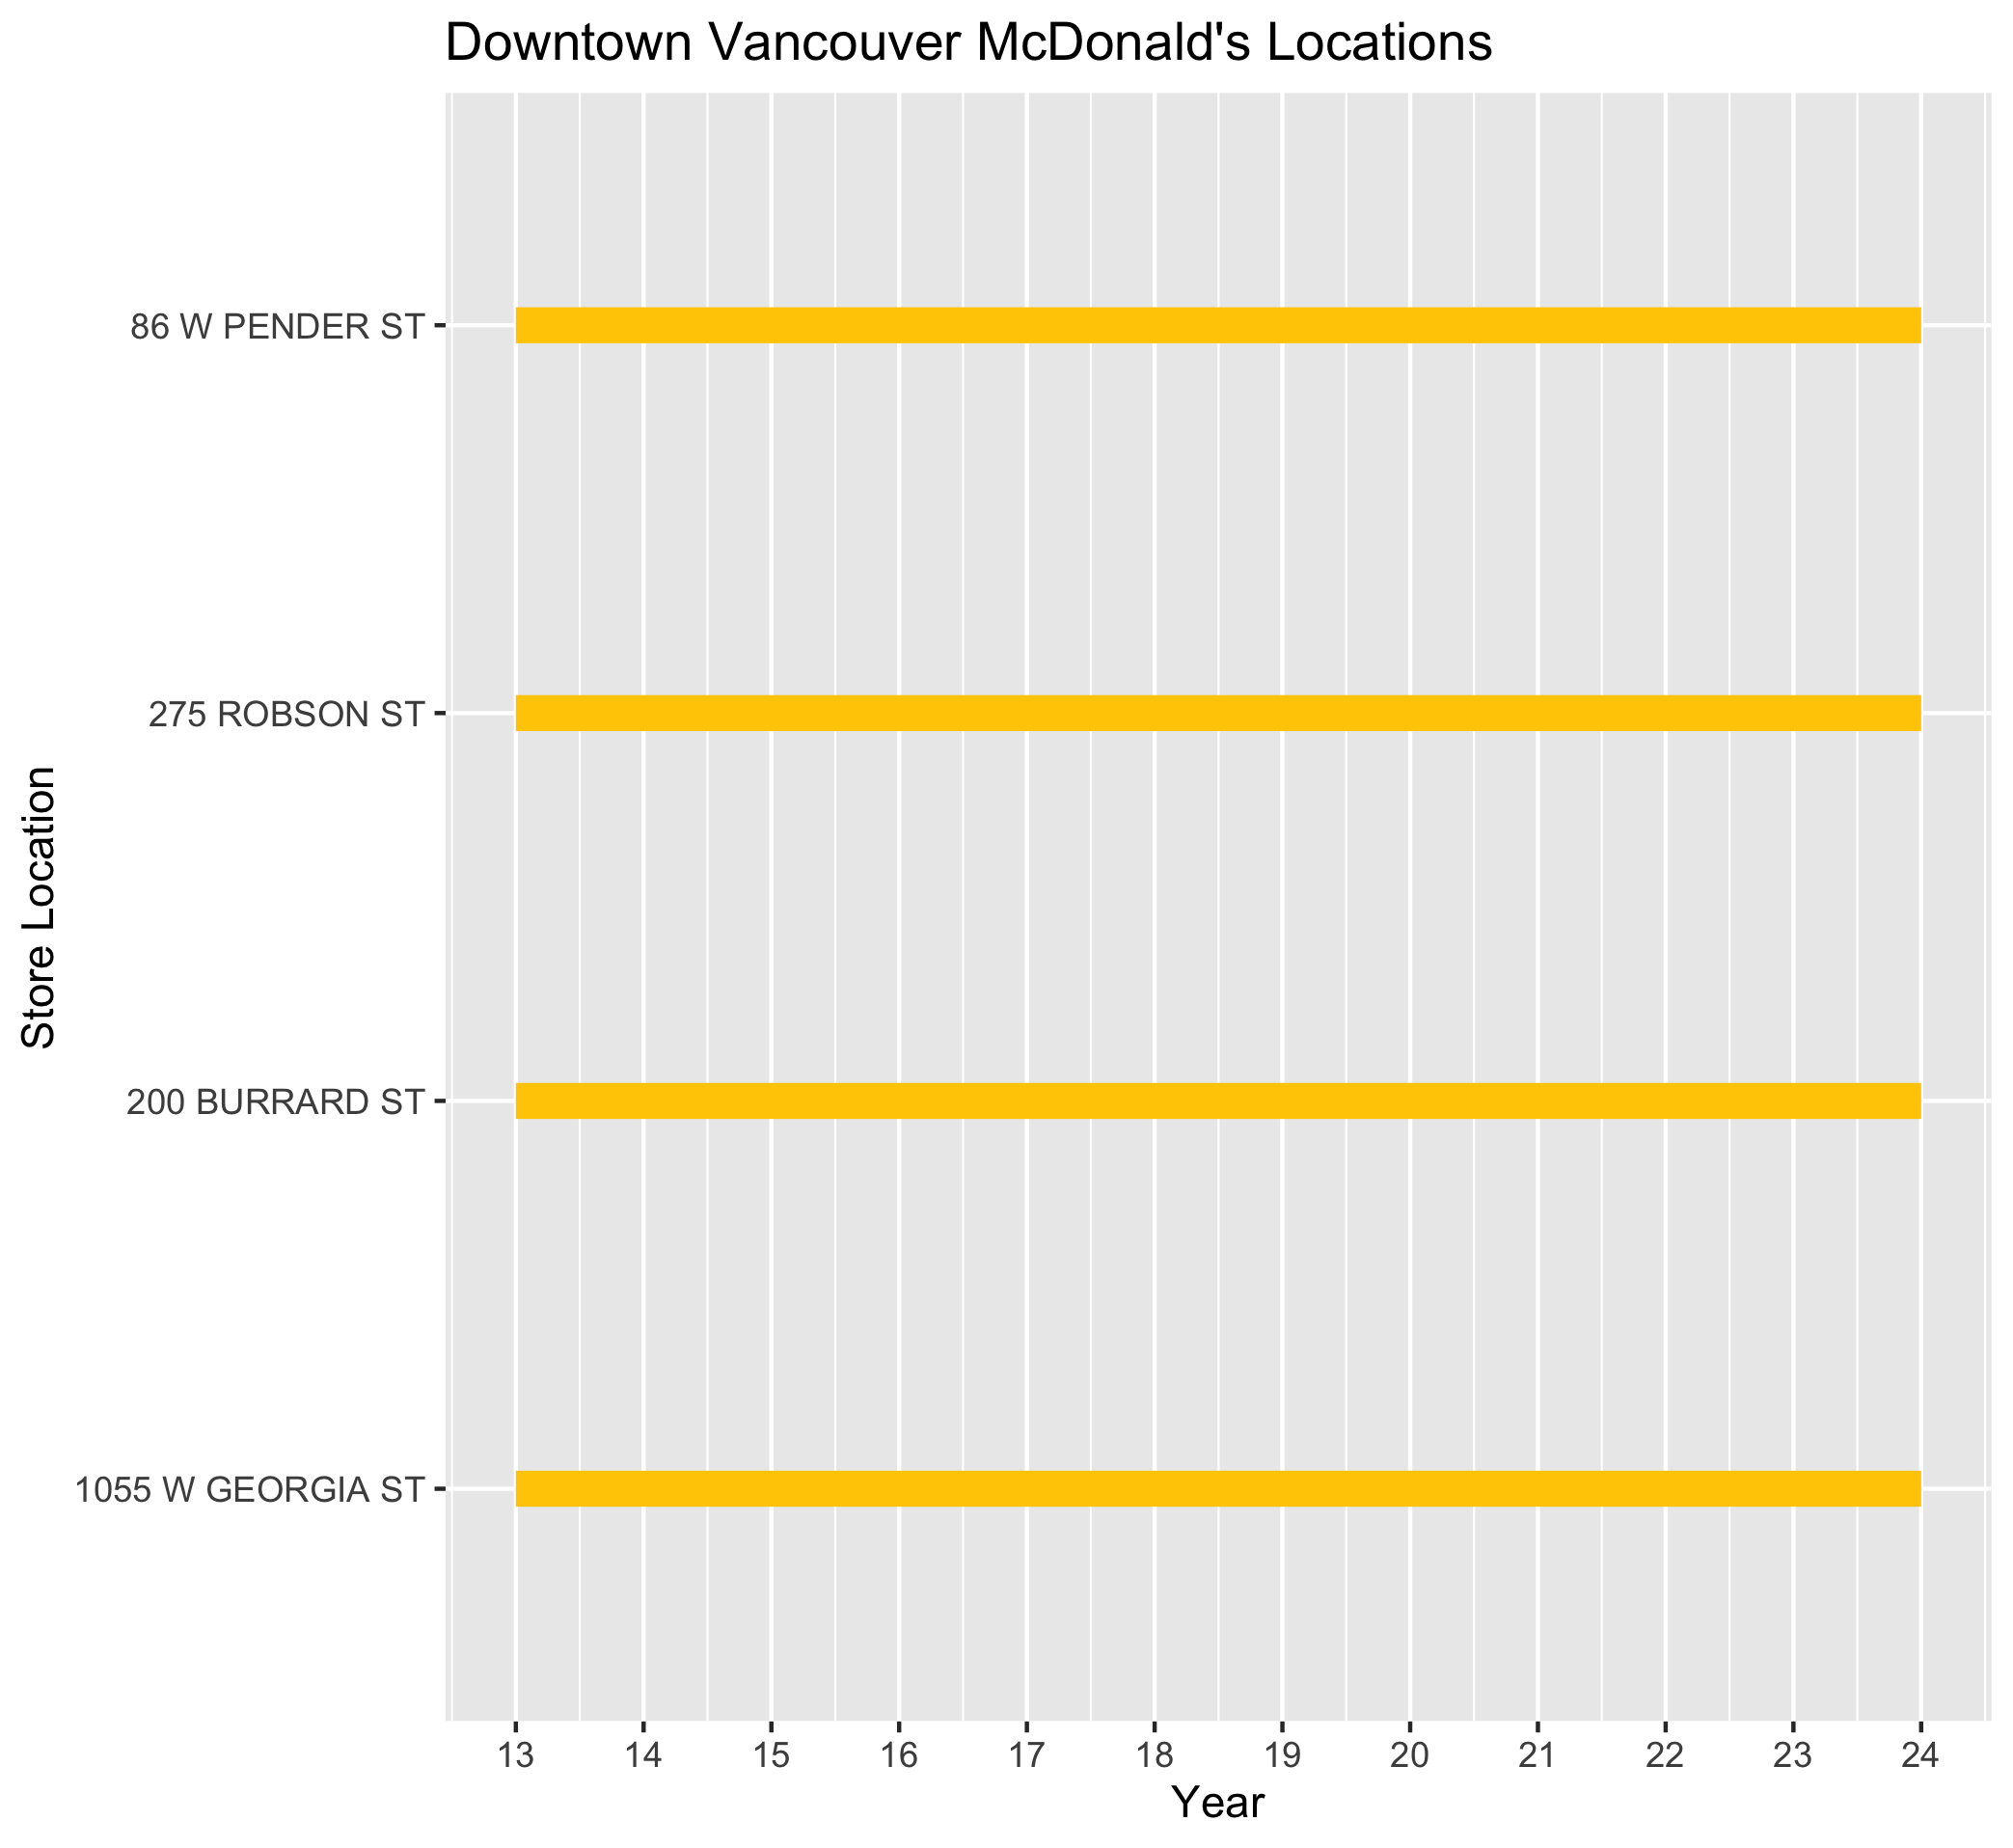 Downtown Vancouver McDonald's Locations
Store Location
86 W PENDER ST
275 ROBSON ST
200 BURRARD ST
1055 W GEORGIA ST
13 14 15 16 17 18 19 20 21 22 23 24
Year